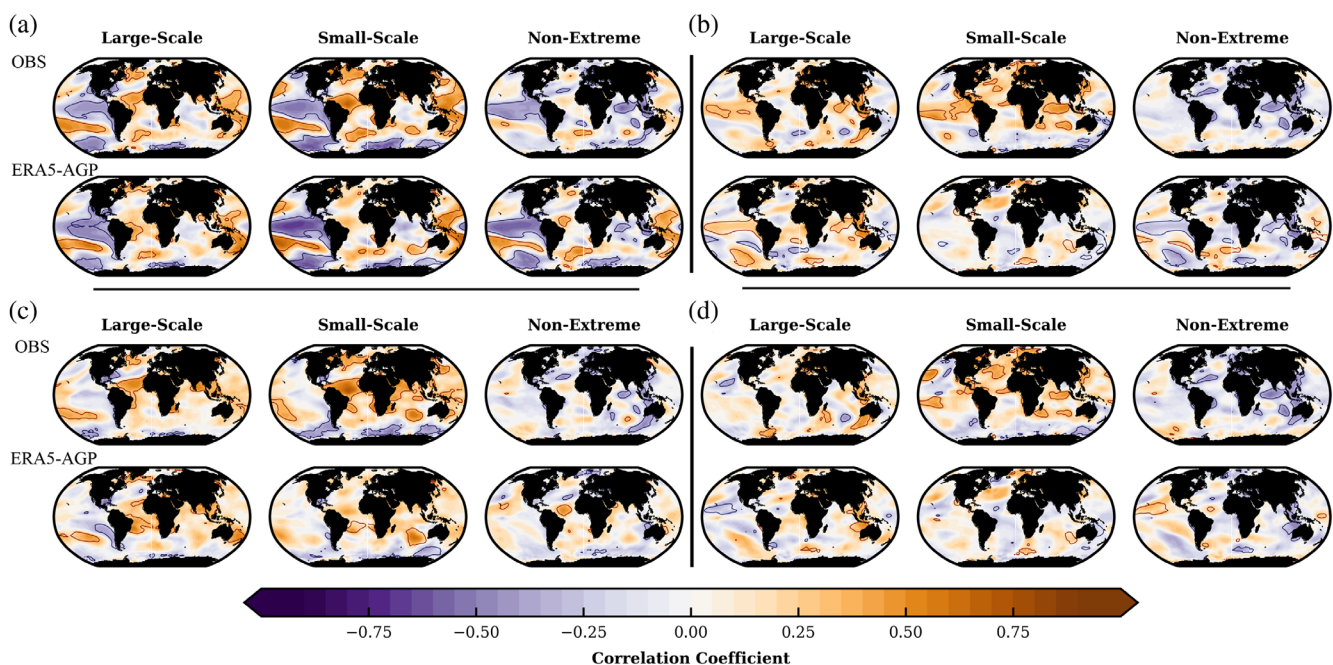 (a)
(b)
Large-Scale Small-Scale Non-Extreme Large-Scale Small-Scale Non-Extreme
OBS
ERA5-AGP
(c)
(d)
Large-Scale Small-Scale Non-Extreme Large-Scale Small-Scale Non-Extreme
OBS
ERA5-AGP
−0.75 −0.50 −0.25 0.00 0.25 0.50 0.75
Correlation Coefficient